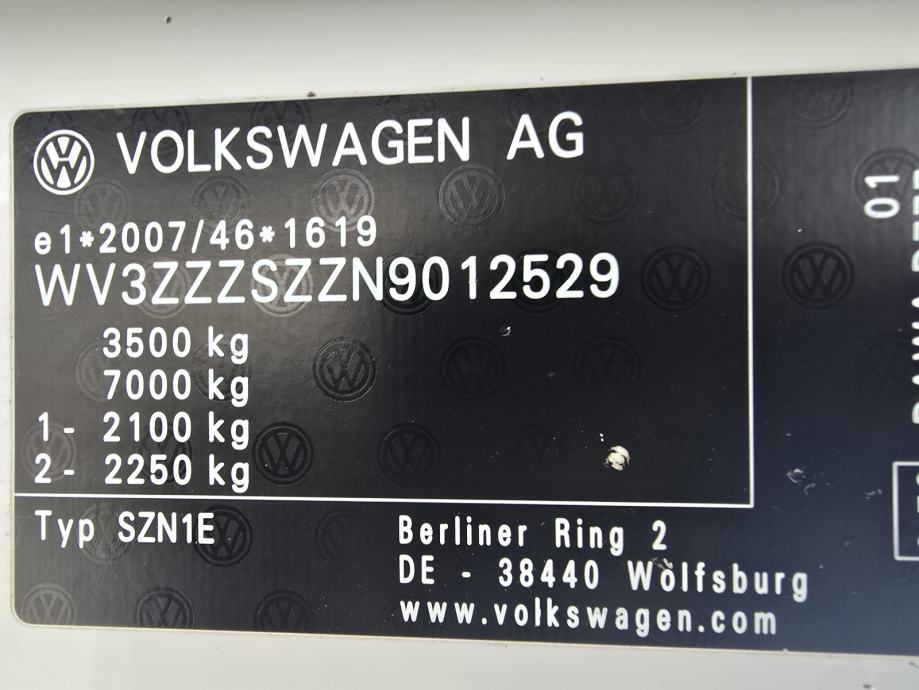 VOLKSWAGEN AG
e1*2007/46*1619
WV3ZZZSZZN9012529
3500 kg
7000 kg
1- 2100 kg
2- 2250 kg
Typ SZN1E
Berliner Ring 2
DE - 38440 Wolfsburg
www.volkswagen.com
01